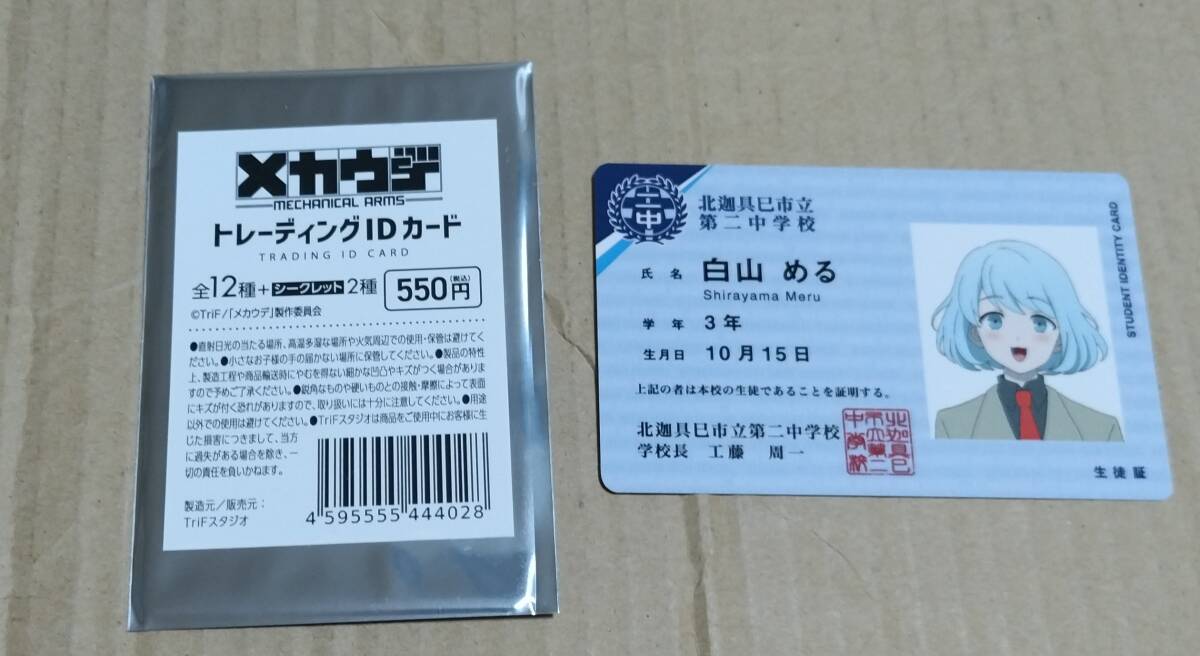 メカウデ
MECHANICAL ARMS
トレーディングIDカード
TRADING ID CARD
全12種+シークレット2種 550円(税込)
©TriF/「メカウデ」製作委員会
●直射日光の当たる場所、高温多湿な場所や火気周辺での使用・保管は避けてく
ださい。●小さなお子様の手の届かない場所に保管してください。●製品の特性
上、製造工程や商品輸送時にやむを得ない細かな凹凸やキズがつく場合がありま
すので予めご了承ください。●鋭角なものや硬いものとの接触・摩擦によって表面
にキズが付く恐れがありますので、取り扱いには十分に注意してください。●用途
以外での使用は避けてください。●TriFスタジオは商品をご使用中にお客様に生
じた損害につきまして、当方
に過失がある場合を除き、一
切の責任を負いかねます。
製造元/販売元:
TriFスタジオ
4 595555 444028
二中
北迦具巳市立
第二中学校
氏名 白山 める
Shirayama Meru
学年 3年
生月日 10月15日
上記の者は本校の生徒であることを証明する。
北迦具巳市立第二中学校
学校長 工藤 周一
STUDENT IDENTITY CARD
生徒証